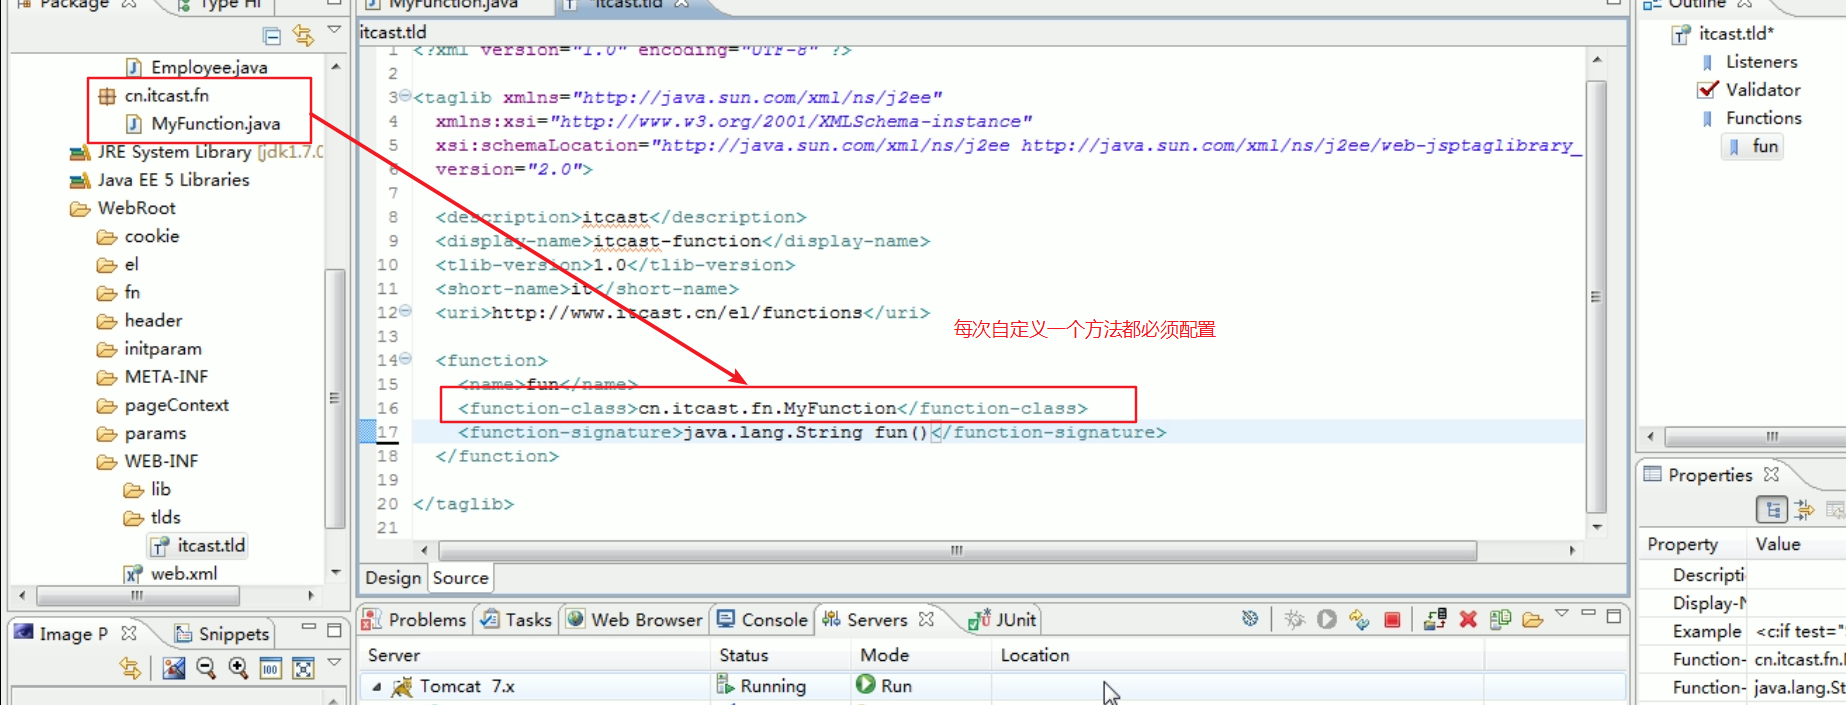 Package
Type Hi
Employee.java
cn.itcast.fn
MyFunction.java
JRE System Library [jdk1.7.0
Java EE 5 Libraries
WebRoot
cookie
el
fn
header
initparam
META-INF
pageContext
params
WEB-INF
lib
tlds
itcast.tld
web.xml
Image P
Snippets
MyFunction.java
*itcast.tld
itcast.tld
1 <?xml version="1.0" encoding="UTF-8" ?>
2
3 <taglib xmlns="http://java.sun.com/xml/ns/j2ee"
4 xmlns:xsi="http://www.w3.org/2001/XMLSchema-instance"
5 xsi:schemaLocation="http://java.sun.com/xml/ns/j2ee http://java.sun.com/xml/ns/j2ee/web-jsptaglibrary_
6 version="2.0">
7
8 <description>itcast</description>
9 <display-name>itcast-function</display-name>
10 <tlib-version>1.0</tlib-version>
11 <short-name>it</short-name>
12 <uri>http://www.itcast.cn/el/functions</uri>
13
每次自定义一个方法都必须配置
14 <function>
15 <name>fun</name>
16 <function-class>cn.itcast.fn.MyFunction</function-class>
17 <function-signature>java.lang.String fun()</function-signature>
18 </function>
19
20 </taglib>
21
Design Source
Problems Tasks Web Browser Console Servers JUnit
Server Status Mode Location
Tomcat 7.x Running Run
Outline
itcast.tld*
Listeners
Validator
Functions
fun
Properties
Property Value
Descripti
Display-N
Example <cif test="
Function- cn.itcast.fn.
Function- java.lang.St